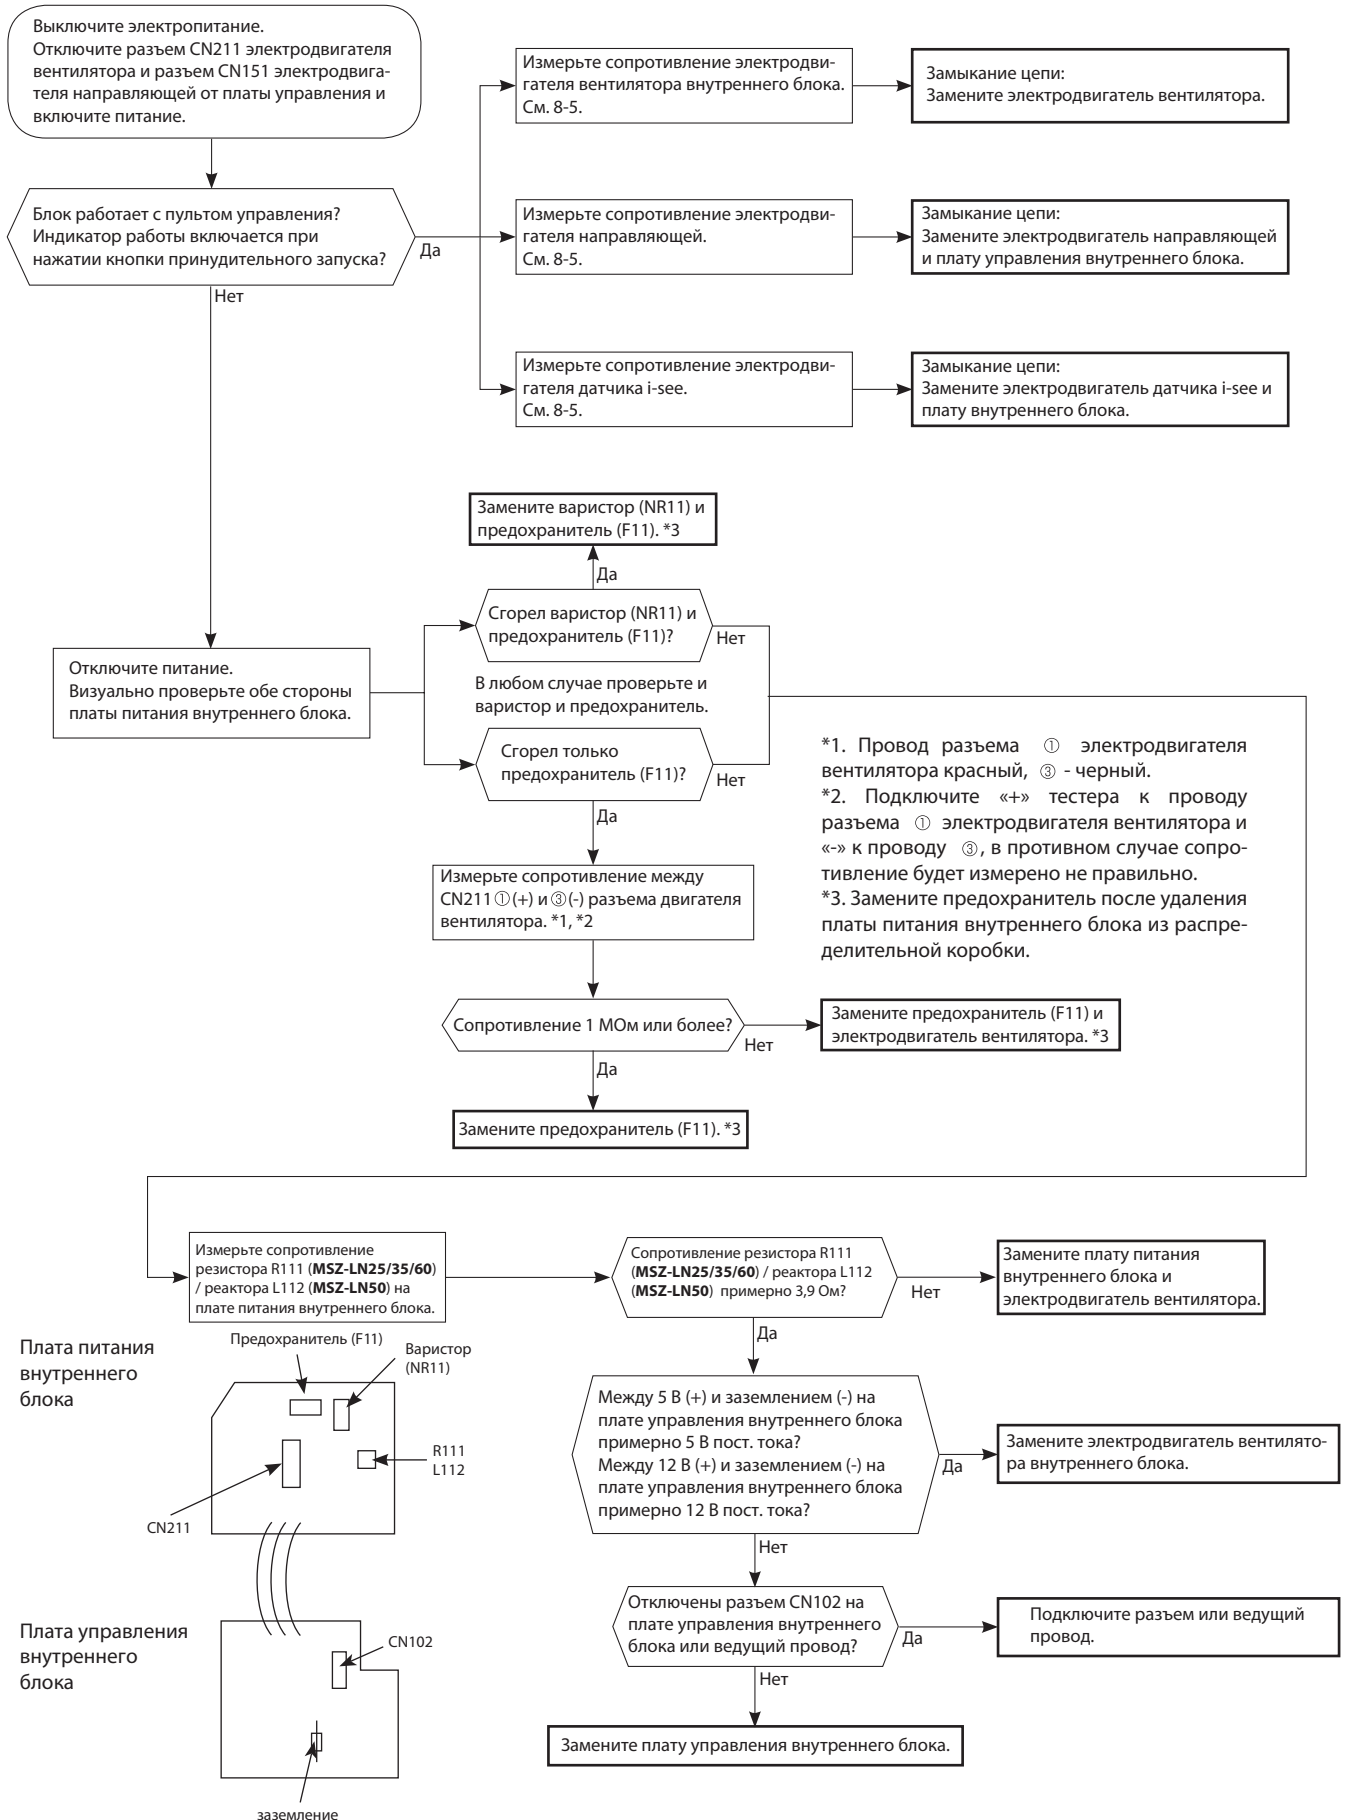 Выключите электропитание.
Отключите разъем CN211 электродвигателя
вентилятора и разъем CN151 электродвига-
теля направляющей от платы управления и
включите питание.
Измерьте сопротивление электродви-
гателя вентилятора внутреннего блока.
См. 8-5.
Замыкание цепи:
Замените электродвигатель вентилятора.
Блок работает с пультом управления?
Индикатор работы включается при
нажатии кнопки принудительного запуска?
Да
Нет
Измерьте сопротивление электродви-
гателя направляющей.
См. 8-5.
Замыкание цепи:
Замените электродвигатель направляющей
и плату управления внутреннего блока.
Измерьте сопротивление электродви-
гателя датчика i-see.
См. 8-5.
Замыкание цепи:
Замените электродвигатель датчика i-see и
плату внутреннего блока.
Замените варистор (NR11) и
предохранитель (F11). *3
Да
Сгорел варистор (NR11) и
предохранитель (F11)?
Нет
Отключите питание.
Визуально проверьте обе стороны
платы питания внутреннего блока.
В любом случае проверьте и
варистор и предохранитель.
Сгорел только
предохранитель (F11)?
Нет
Да
*1. Провод разъема ① электродвигателя
вентилятора красный, ③ - черный.
*2. Подключите «+» тестера к проводу
разъема ① электродвигателя вентилятора и
«-» к проводу ③, в противном случае сопро-
тивление будет измерено не правильно.
*3. Замените предохранитель после удаления
платы питания внутреннего блока из распре-
делительной коробки.
Измерьте сопротивление между
CN211 ①(+) и ③(-) разъема двигателя
вентилятора. *1, *2
Сопротивление 1 МОм или более?
Нет
Замените предохранитель (F11) и
электродвигатель вентилятора. *3
Да
Замените предохранитель (F11). *3
Измерьте сопротивление
резистора R111 (MSZ-LN25/35/60)
/ реактора L112 (MSZ-LN50) на
плате питания внутреннего блока.
Сопротивление резистора R111
(MSZ-LN25/35/60) / реактора L112
(MSZ-LN50) примерно 3,9 Ом?
Нет
Замените плату питания
внутреннего блока и
электродвигатель вентилятора.
Да
Плата питания
внутреннего
блока
Предохранитель (F11)
Варистор
(NR11)
R111
L112
CN211
Между 5 В (+) и заземлением (-) на
плате управления внутреннего блока
примерно 5 В пост. тока?
Между 12 В (+) и заземлением (-) на
плате управления внутреннего блока
примерно 12 В пост. тока?
Да
Замените электродвигатель вентилято-
ра внутреннего блока.
Нет
Отключены разъем CN102 на
плате управления внутреннего
блока или ведущий провод?
Да
Подключите разъем или ведущий
провод.
Нет
Плата управления
внутреннего
блока
CN102
заземление
Замените плату управления внутреннего блока.